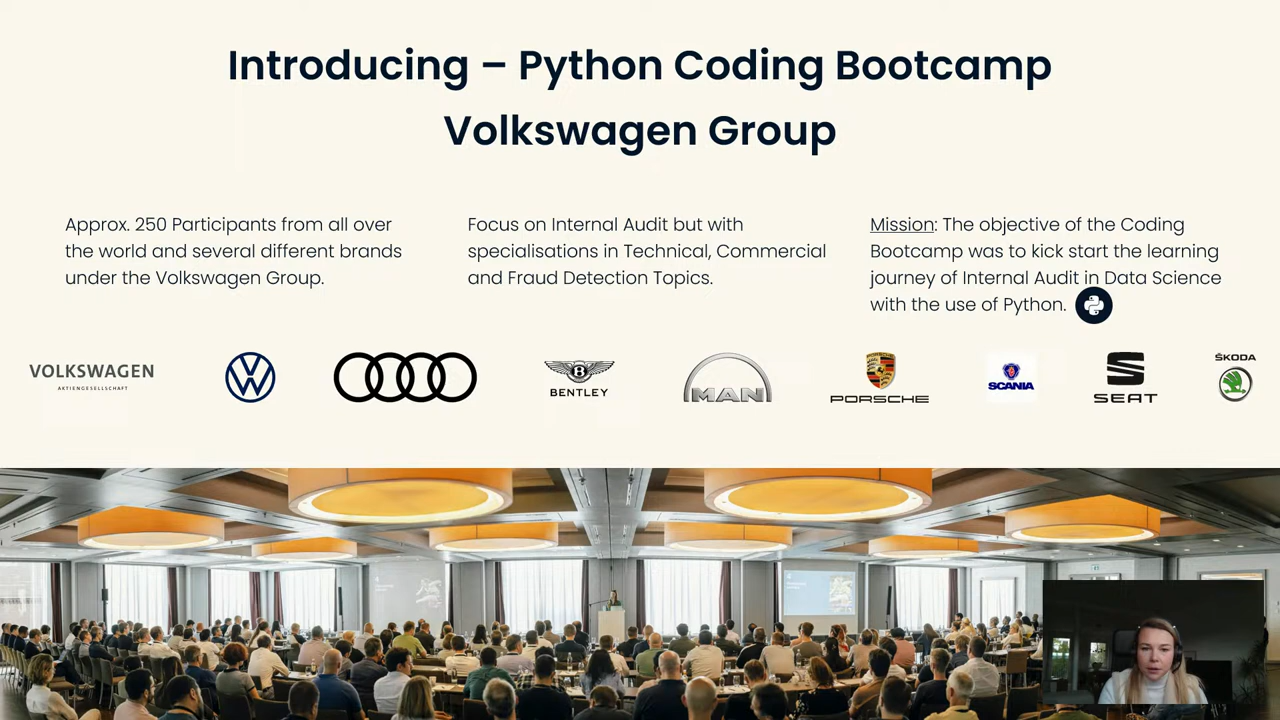 Introducing – Python Coding Bootcamp
Volkswagen Group
Approx. 250 Participants from all over
the world and several different brands
under the Volkswagen Group.
Focus on Internal Audit but with
specialisations in Technical, Commercial
and Fraud Detection Topics.
Mission: The objective of the Coding
Bootcamp was to kick start the learning
journey of Internal Audit in Data Science
with the use of Python.
VOLKSWAGEN
AKTIENGESELLSCHAFT
B
BENTLEY
MAN
PORSCHE
SCANIA
S
SEAT
ŠKODA